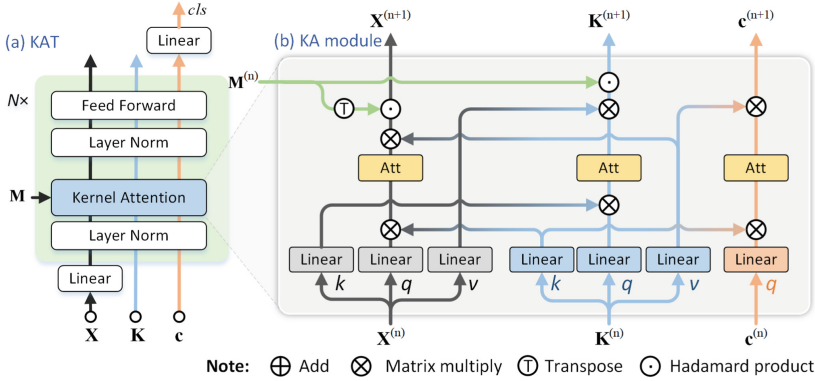 cls
Linear
(a) KAT
N×
Feed Forward
Layer Norm
M
Kernel Attention
Layer Norm
Linear
X K c
(b) KA module
X^(n+1) K^(n+1) c^(n+1)
M^(n)
T
Att Att Att
Linear Linear Linear Linear Linear Linear Linear
k q v k q v q
X^(n) K^(n) c^(n)
Note: Add Matrix multiply T Transpose Hadamard product